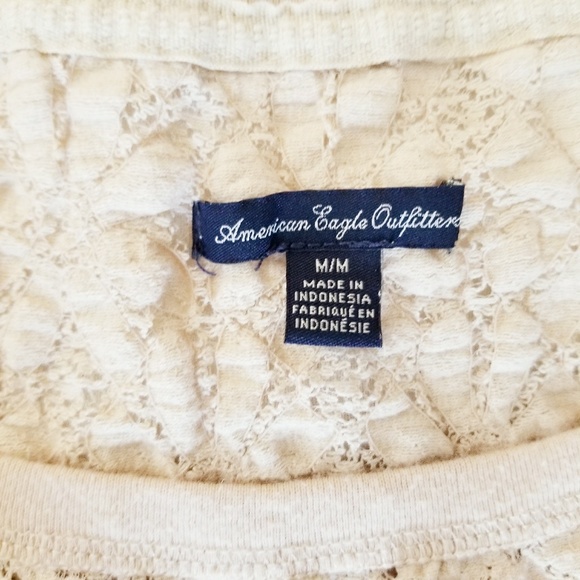 American Eagle Outfitters
M/M
MADE IN
INDONESIA
FABRIQUÉ EN
INDONÉSIE